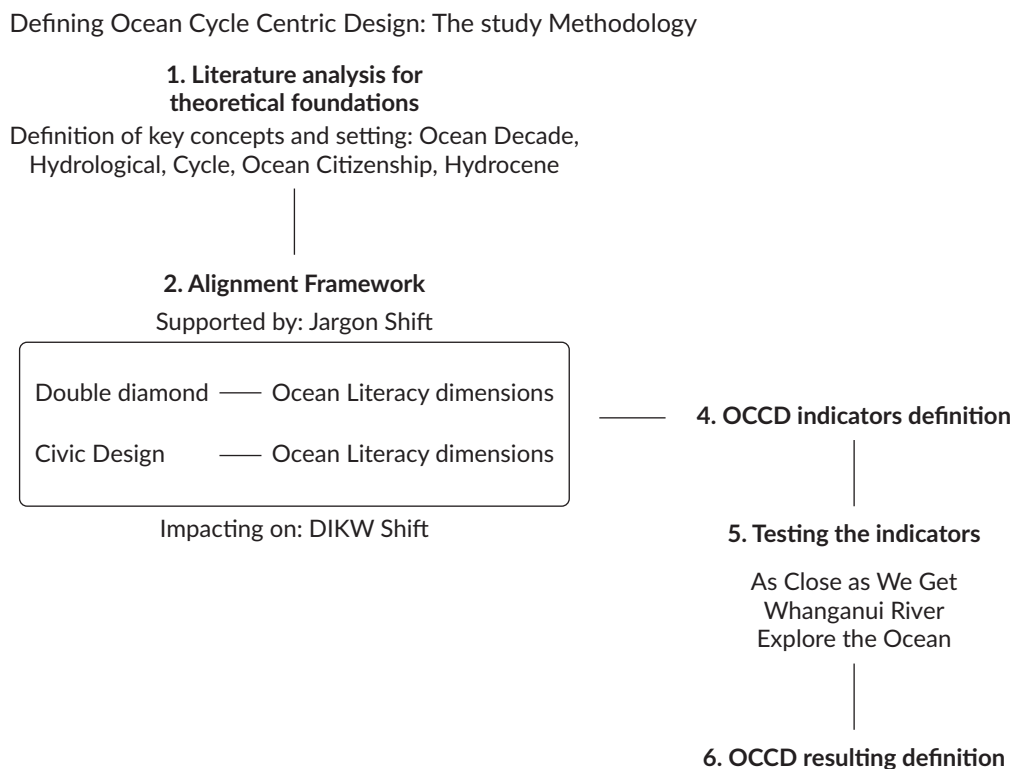 Defining Ocean Cycle Centric Design: The study Methodology
1. Literature analysis for
theoretical foundations
Definition of key concepts and setting: Ocean Decade,
Hydrological, Cycle, Ocean Citizenship, Hydrocene
2. Alignment Framework
Supported by: Jargon Shift
Double diamond Ocean Literacy dimensions
Civic Design Ocean Literacy dimensions
Impacting on: DIKW Shift
4. OCCD indicators definition
5. Testing the indicators
As Close as We Get
Whanganui River
Explore the Ocean
6. OCCD resulting definition